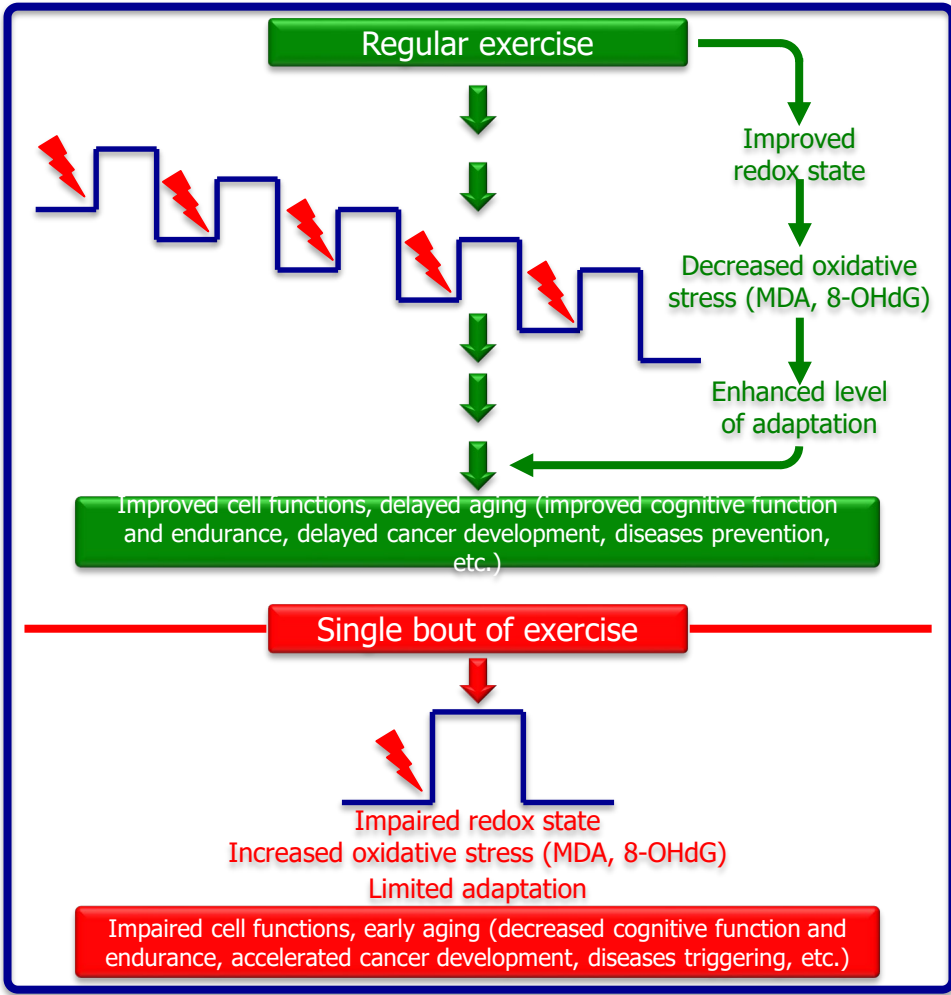 Regular exercise
Improved
redox state
Decreased oxidative
stress (MDA, 8-OHdG)
Enhanced level
of adaptation
Improved cell functions, delayed aging (improved cognitive function
and endurance, delayed cancer development, diseases prevention,
etc.)
Single bout of exercise
Impaired redox state
Increased oxidative stress (MDA, 8-OHdG)
Limited adaptation
Impaired cell functions, early aging (decreased cognitive function and
endurance, accelerated cancer development, diseases triggering, etc.)